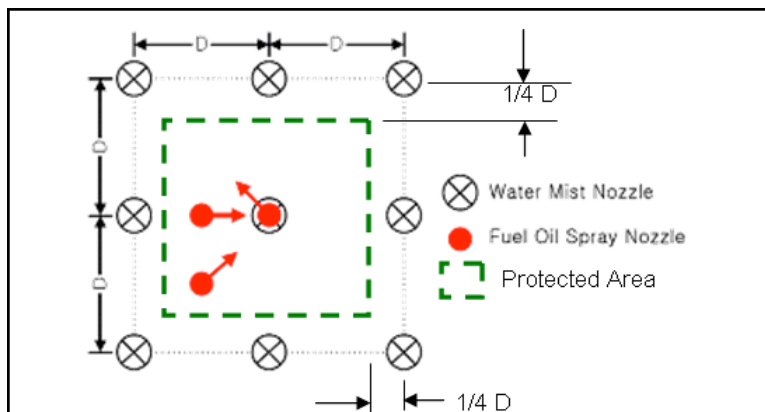 D
D
1/4 D
D
Water Mist Nozzle
Fuel Oil Spray Nozzle
Protected Area
D
1/4 D